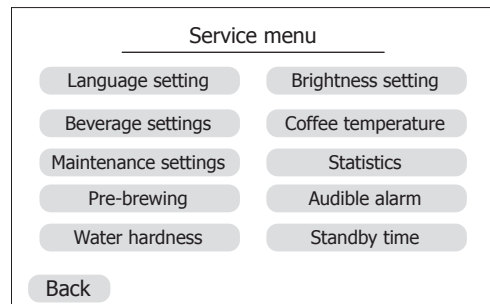 Service menu
Language setting
Brightness setting
Beverage settings
Coffee temperature
Maintenance settings
Statistics
Pre-brewing
Audible alarm
Water hardness
Standby time
Back